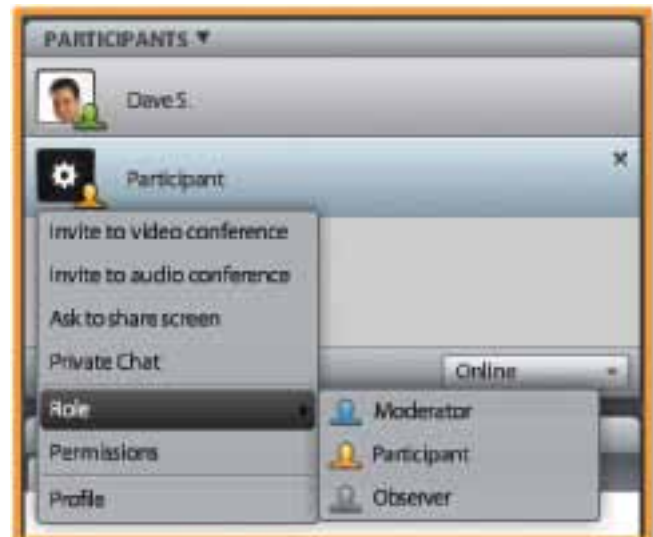 PARTICIPANTS ▼
Dave S.
Participant
Invite to video conference
Invite to audio conference
Ask to share screen
Private Chat
Online
Role
Moderator
Permissions
Participant
Profile
Observer